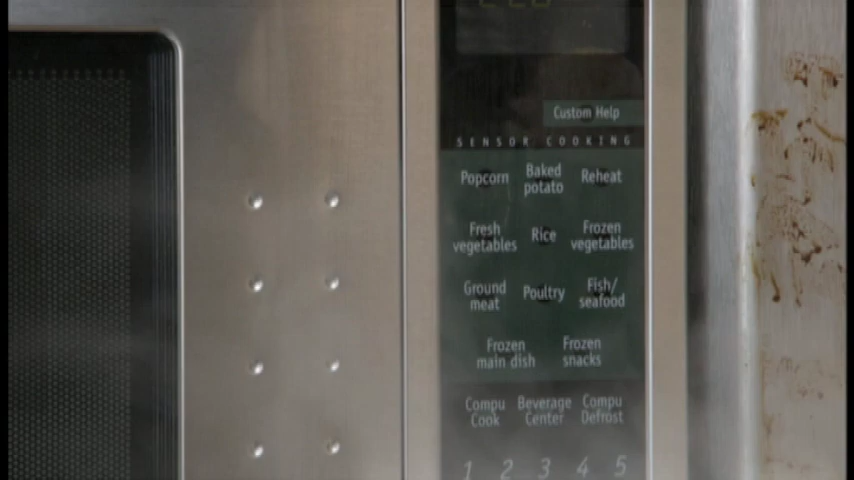 Custom Help
SENSOR COOKING
Popcorn Baked potato Reheat
Fresh vegetables Rice Frozen vegetables
Ground meat Poultry Fish/ seafood
Frozen main dish Frozen snacks
Compu Cook Beverage Center Compu Defrost
1 2 3 4 5